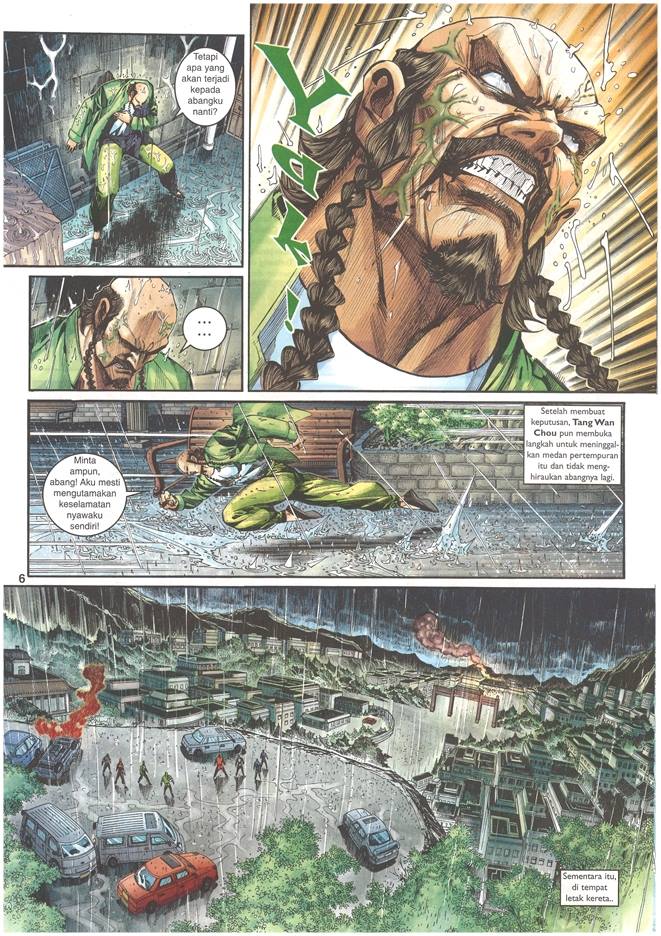 Tetapi
apa yang
akan terjadi
kepada
abangku
nanti?
YaK!
...
...
Setelah membuat
keputusan, Tang Wan
Chou pun membuka
langkah untuk meninggal-
kan medan pertempuran
itu dan tidak meng-
hiraukan abangnya lagi.
Minta
ampun,
abang! Aku mesti
mengutamakan
keselamatan
nyawaku
sendiri!
6
Sementara itu,
di tempat
letak kereta..